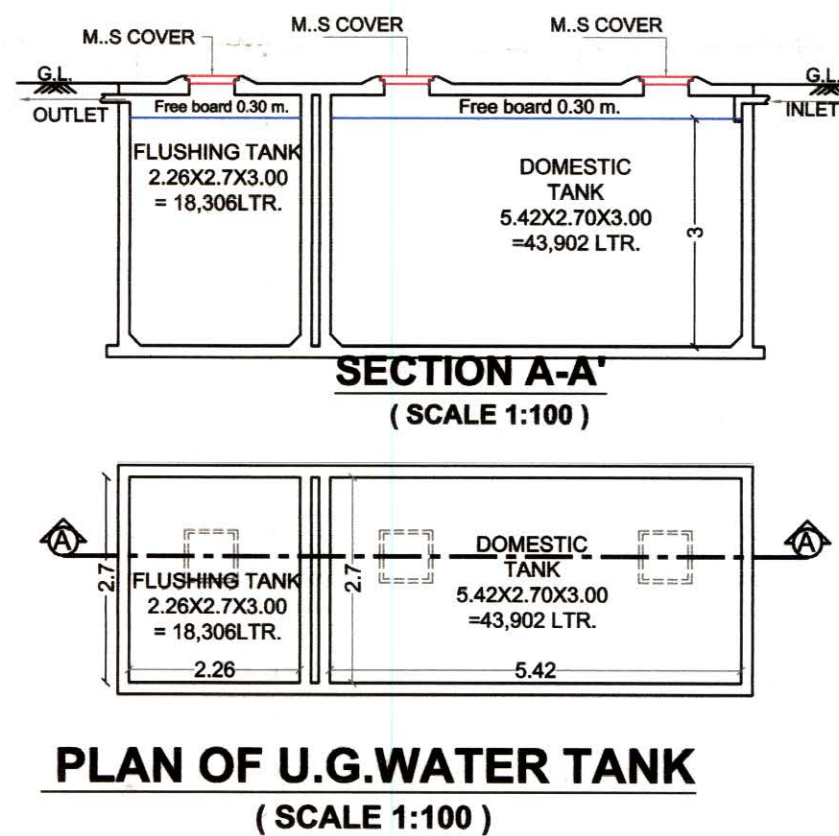 M..S COVER
M..S COVER
M..S COVER
G.L.
G.L.
OUTLET
Free board 0.30 m.
Free board 0.30 m.
INLET
FLUSHING TANK
2.26X2.7X3.00
= 18,306LTR.
DOMESTIC
TANK
5.42X2.70X3.00
=43,902 LTR.
3
SECTION A-A'
( SCALE 1:100 )
A
A
2.7
FLUSHING TANK
2.26X2.7X3.00
= 18,306LTR.
2.7
DOMESTIC
TANK
5.42X2.70X3.00
=43,902 LTR.
2.26
5.42
PLAN OF U.G.WATER TANK
( SCALE 1:100 )